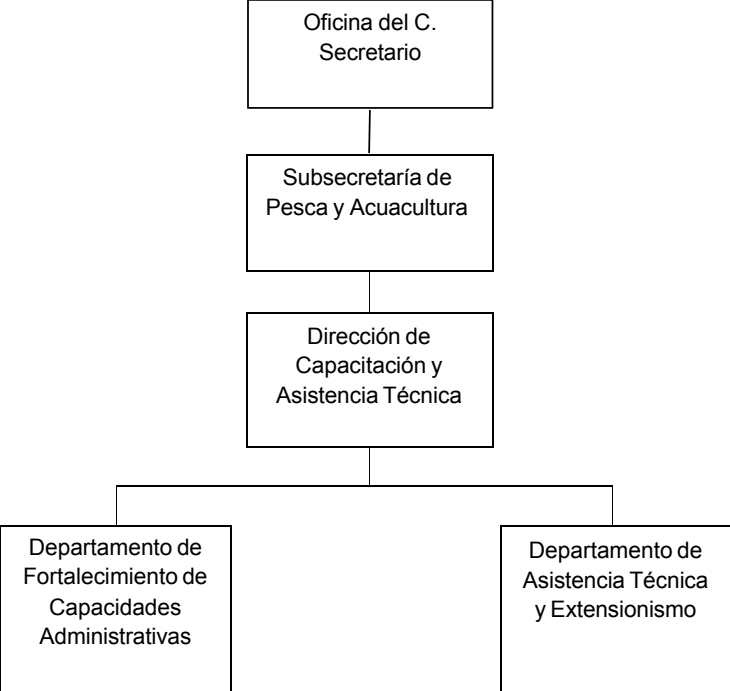 Oficina del C.
Secretario
Subsecretaría de
Pesca y Acuacultura
Dirección de
Capacitación y
Asistencia Técnica
Departamento de
Fortalecimiento de
Capacidades
Administrativas
Departamento de
Asistencia Técnica
y Extensionismo